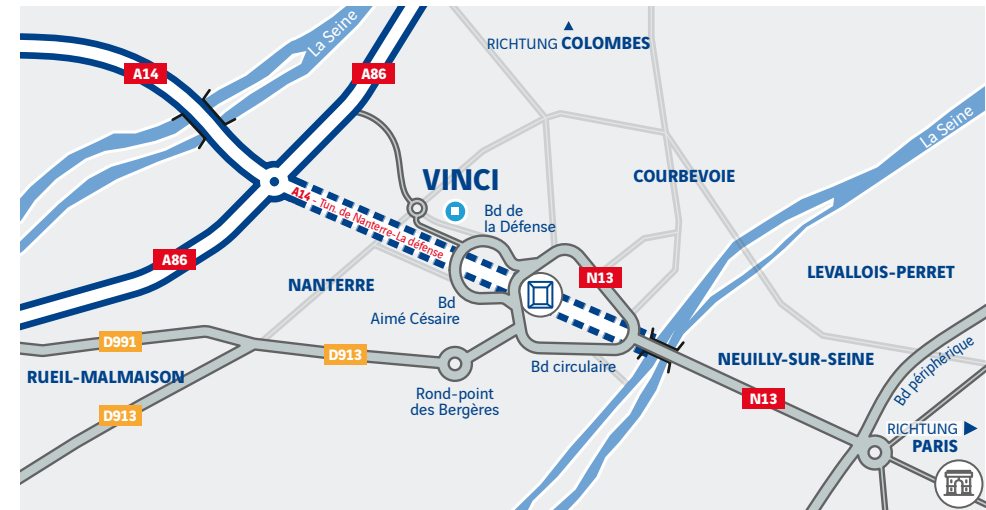 La Seine
RICHTUNG COLOMBES
A14
A86
La Seine
VINCI
COURBEVOIE
A14 - Tun. de Nanterre-La défense
Bd de
la Défense
A86
N13
LEVALLOIS-PERRET
NANTERRE
Bd
Aimé Césaire
D991
D913
Bd circulaire
NEUILLY-SUR-SEINE
Bd périphérique
RUEIL-MALMAISON
Rond-point
des Bergères
N13
D913
RICHTUNG
PARIS